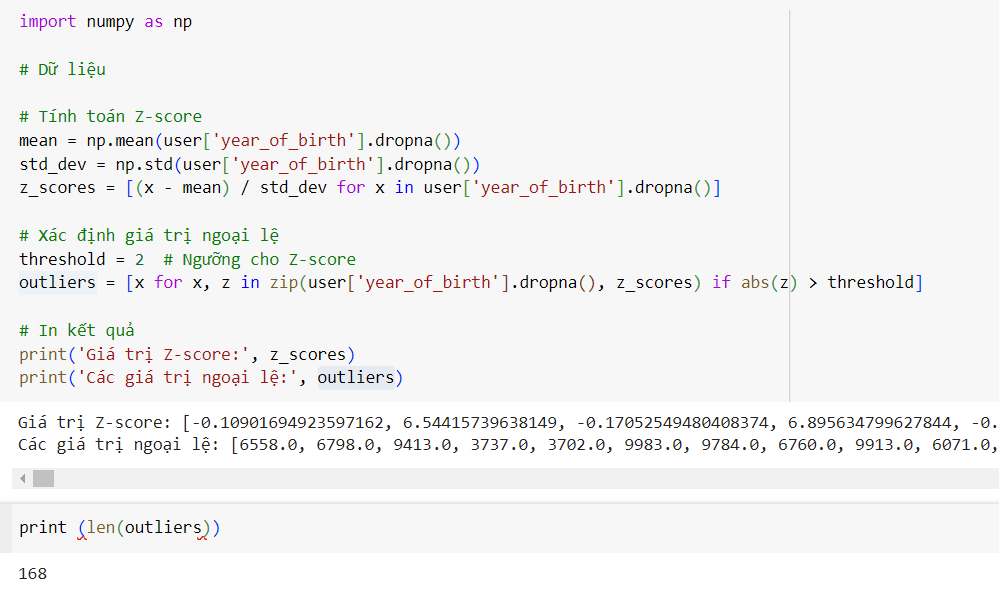 import numpy as np
# Dữ liệu
# Tính toán Z-score
mean = np.mean(user['year_of_birth'].dropna())
std_dev = np.std(user['year_of_birth'].dropna())
z_scores = [(x - mean) / std_dev for x in user['year_of_birth'].dropna()]
# Xác định giá trị ngoại lệ
threshold = 2  # Ngưỡng cho Z-score
outliers = [x for x, z in zip(user['year_of_birth'].dropna(), z_scores) if abs(z) > threshold]
# In kết quả
print('Giá trị Z-score:', z_scores)
print('Các giá trị ngoại lệ:', outliers)
Giá trị Z-score: [-0.10901694923597162, 6.54415739638149, -0.17052549480408374, 6.895634799627844, -0.
Các giá trị ngoại lệ: [6558.0, 6798.0, 9413.0, 3737.0, 3702.0, 9983.0, 9784.0, 6760.0, 9913.0, 6071.0,
print (len(outliers))
168